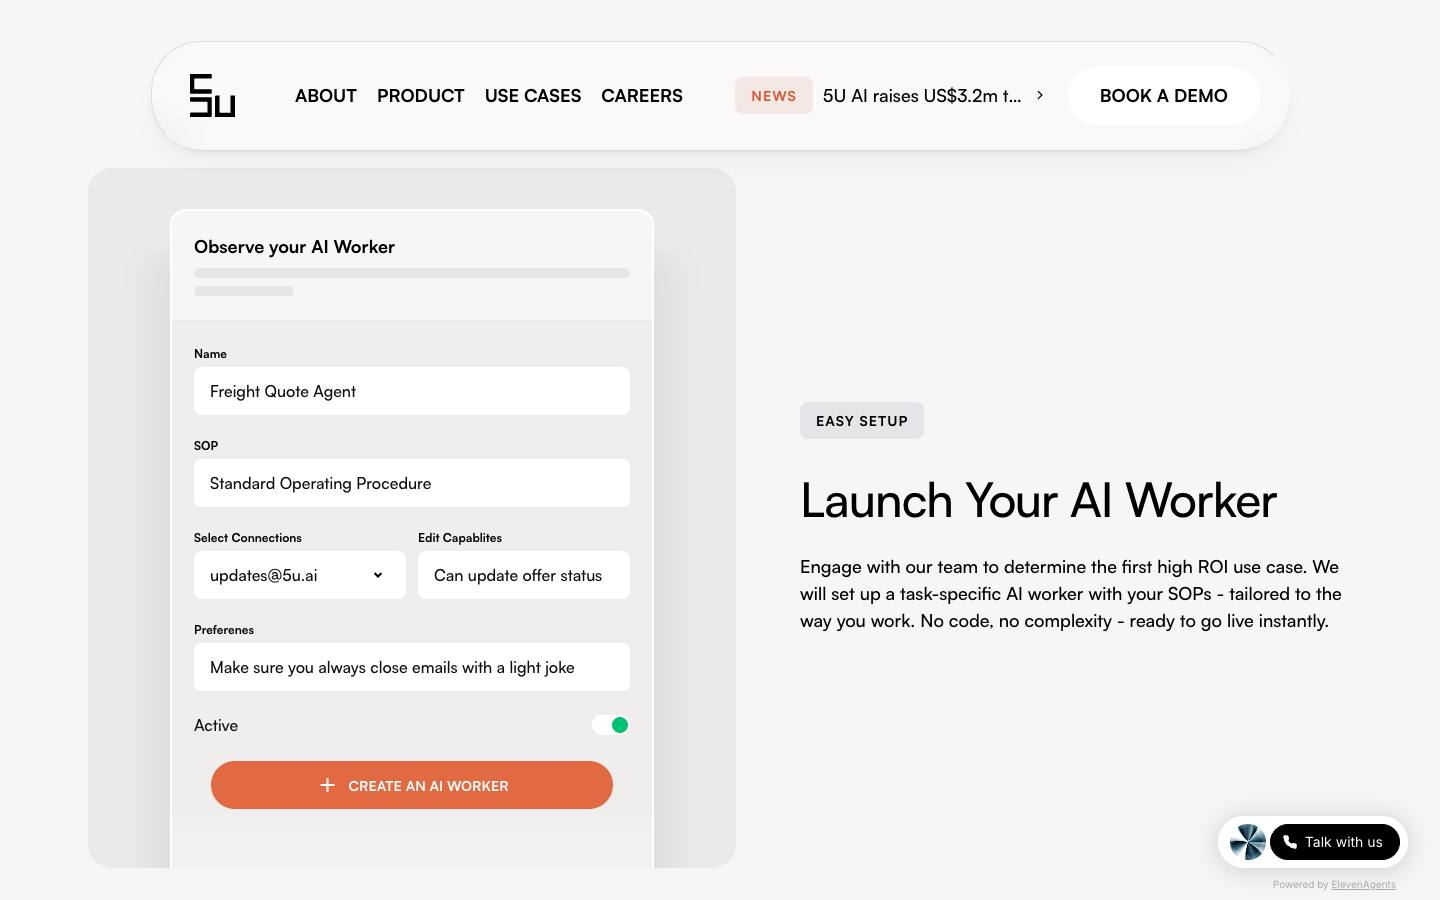 5u
ABOUT PRODUCT USE CASES CAREERS NEWS 5U AI raises US$3.2m t... BOOK A DEMO
Observe your AI Worker
Name
Freight Quote Agent
SOP
Standard Operating Procedure
Select Connections Edit Capablites
updates@5u.ai Can update offer status
Preferenes
Make sure you always close emails with a light joke
Active
CREATE AN AI WORKER
EASY SETUP
Launch Your AI Worker
Engage with our team to determine the first high ROI use case. We
will set up a task-specific AI worker with your SOPs - tailored to the
way you work. No code, no complexity - ready to go live instantly.
Talk with us
Powered by ElevenAgents